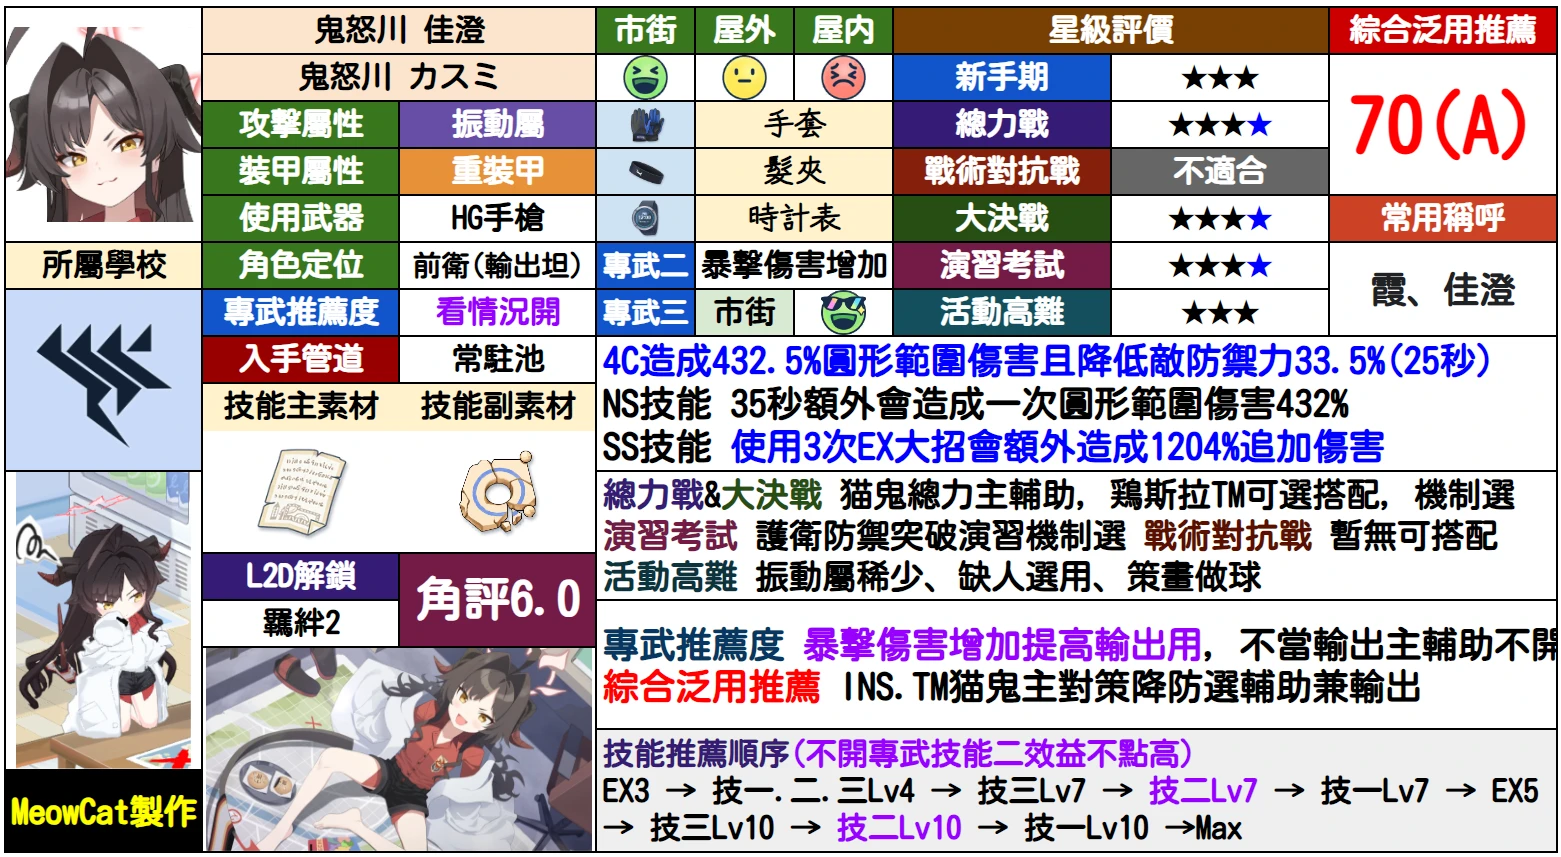 鬼怒川 佳澄
市街
屋外
屋内
星級評價
綜合泛用推薦
鬼怒川 カスミ
新手期
★★★
70(A)
攻擊屬性
振動屬
手套
總力戰
★★★★
裝甲屬性
重裝甲
髮夾
戰術對抗戰
不適合
使用武器
HG手槍
時計表
大決戰
★★★★
常用稱呼
所屬學校
角色定位
前衛(輸出坦)
專武二
暴擊傷害增加
演習考試
★★★★
霞、佳澄
專武推薦度
看情況開
專武三
市街
活動高難
★★★
入手管道
常駐池
4C造成432.5%圓形範圍傷害且降低敵防禦力33.5%(25秒)
NS技能 35秒額外會造成一次圓形範圍傷害432%
SS技能 使用3次EX大招會額外造成1204%追加傷害
技能主素材
技能副素材
總力戰&大決戰 猫鬼總力主輔助, 鶏斯拉TM可選搭配, 機制選
演習考試 護衛防禦突破演習機制選 戰術對抗戰 暫無可搭配
活動高難 振動屬稀少、缺人選用、策畫做球
L2D解鎖
角評6.0
羈絆2
專武推薦度 暴擊傷害增加提高輸出用, 不當輸出主輔助不開
綜合泛用推薦 INS.TM猫鬼主對策降防選輔助兼輸出
技能推薦順序(不開專武技能二效益不點高)
EX3 → 技一.二.三Lv4 → 技三Lv7 → 技二Lv7 → 技一Lv7 → EX5
→ 技三Lv10 → 技二Lv10 → 技一Lv10 →Max
MeowCat製作